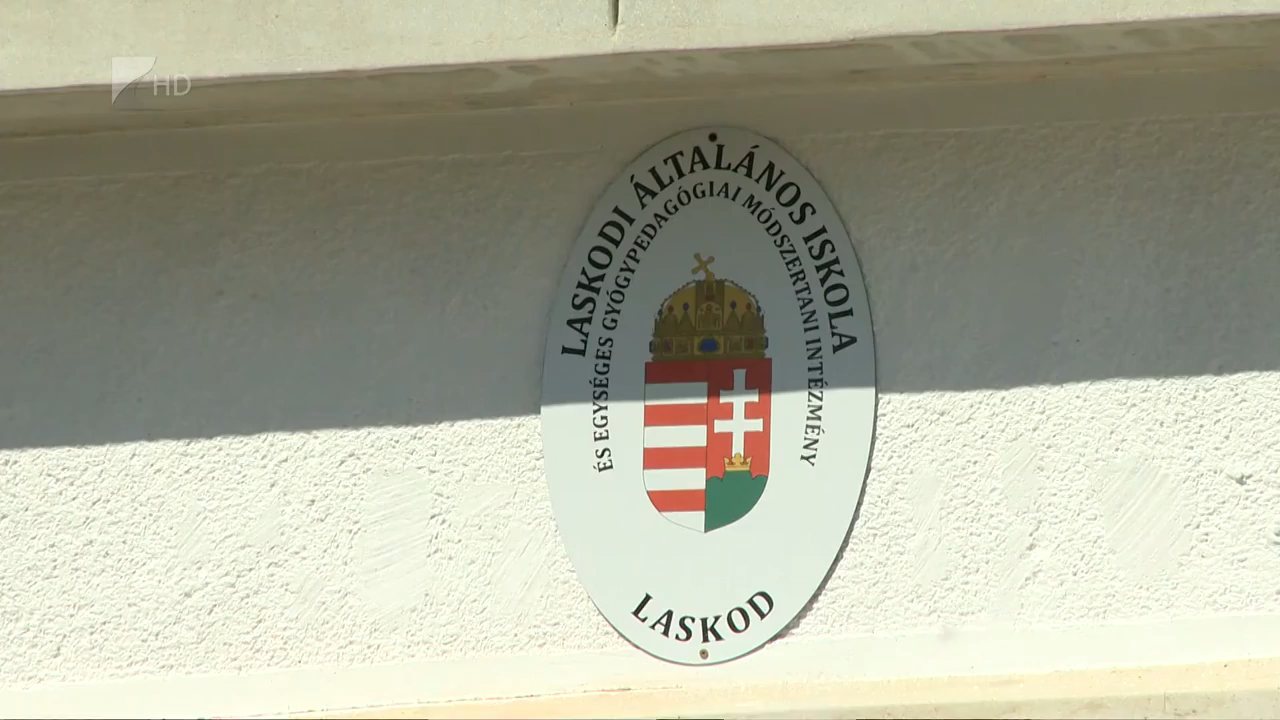 HD
LASKODI ÁLTALÁNOS ISKOLA
ÉS EGYSÉGES GYÓGYPEDAGÓGIAI MÓDSZERTANI INTÉZMÉNY
LASKOD